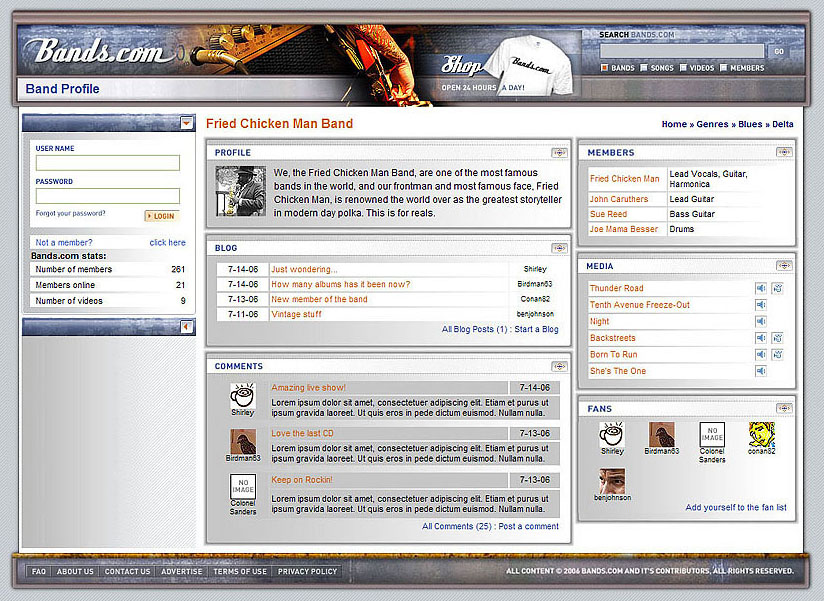 Bands.com
Shop
Bands.com
OPEN 24 HOURS A DAY!
SEARCH BANDS.COM
GO
BANDS SONGS VIDEOS MEMBERS
Band Profile
USER NAME
PASSWORD
Forgot your password?
LOGIN
Not a member? click here
Bands.com stats:
Number of members 261
Members online 21
Number of videos 9
Fried Chicken Man Band
Home » Genres » Blues » Delta
PROFILE
We, the Fried Chicken Man Band, are one of the most famous
bands in the world, and our frontman and most famous face, Fried
Chicken Man, is renowned the world over as the greatest storyteller
in modern day polka. This is for reals.
BLOG
7-14-06 Just wondering... Shirley
7-14-06 How many albums has it been now? Birdman63
7-13-06 New member of the band Conan82
7-11-06 Vintage stuff benjohnson
All Blog Posts (1) : Start a Blog
COMMENTS
Shirley
Amazing live show! 7-14-06
Lorem ipsum dolor sit amet, consectetuer adipiscing elit. Etiam et purus ut
ipsum gravida laoreet. Ut quis eros in pede dictum euismod. Nullam nulla.
Birdman63
Love the last CD 7-13-06
Lorem ipsum dolor sit amet, consectetuer adipiscing elit. Etiam et purus ut
ipsum gravida laoreet. Ut quis eros in pede dictum euismod. Nullam nulla.
NO
IMAGE
Colonel
Sanders
Keep on Rockin! 7-13-06
Lorem ipsum dolor sit amet, consectetuer adipiscing elit. Etiam et purus ut
ipsum gravida laoreet. Ut quis eros in pede dictum euismod. Nullam nulla.
All Comments (25) : Post a comment
MEMBERS
Fried Chicken Man Lead Vocals, Guitar,
Harmonica
John Caruthers Lead Guitar
Sue Reed Bass Guitar
Joe Mama Besser Drums
MEDIA
Thunder Road
Tenth Avenue Freeze-Out
Night
Backstreets
Born To Run
She's The One
FANS
Shirley
Birdman63
NO
IMAGE
Colonel
Sanders
conan82
benjohnson
Add yourself to the fan list
FAQ ABOUT US CONTACT US ADVERTISE TERMS OF USE PRIVACY POLICY
ALL CONTENT © 2006 BANDS.COM AND IT'S CONTRIBUTORS, ALL RIGHTS RESERVED.